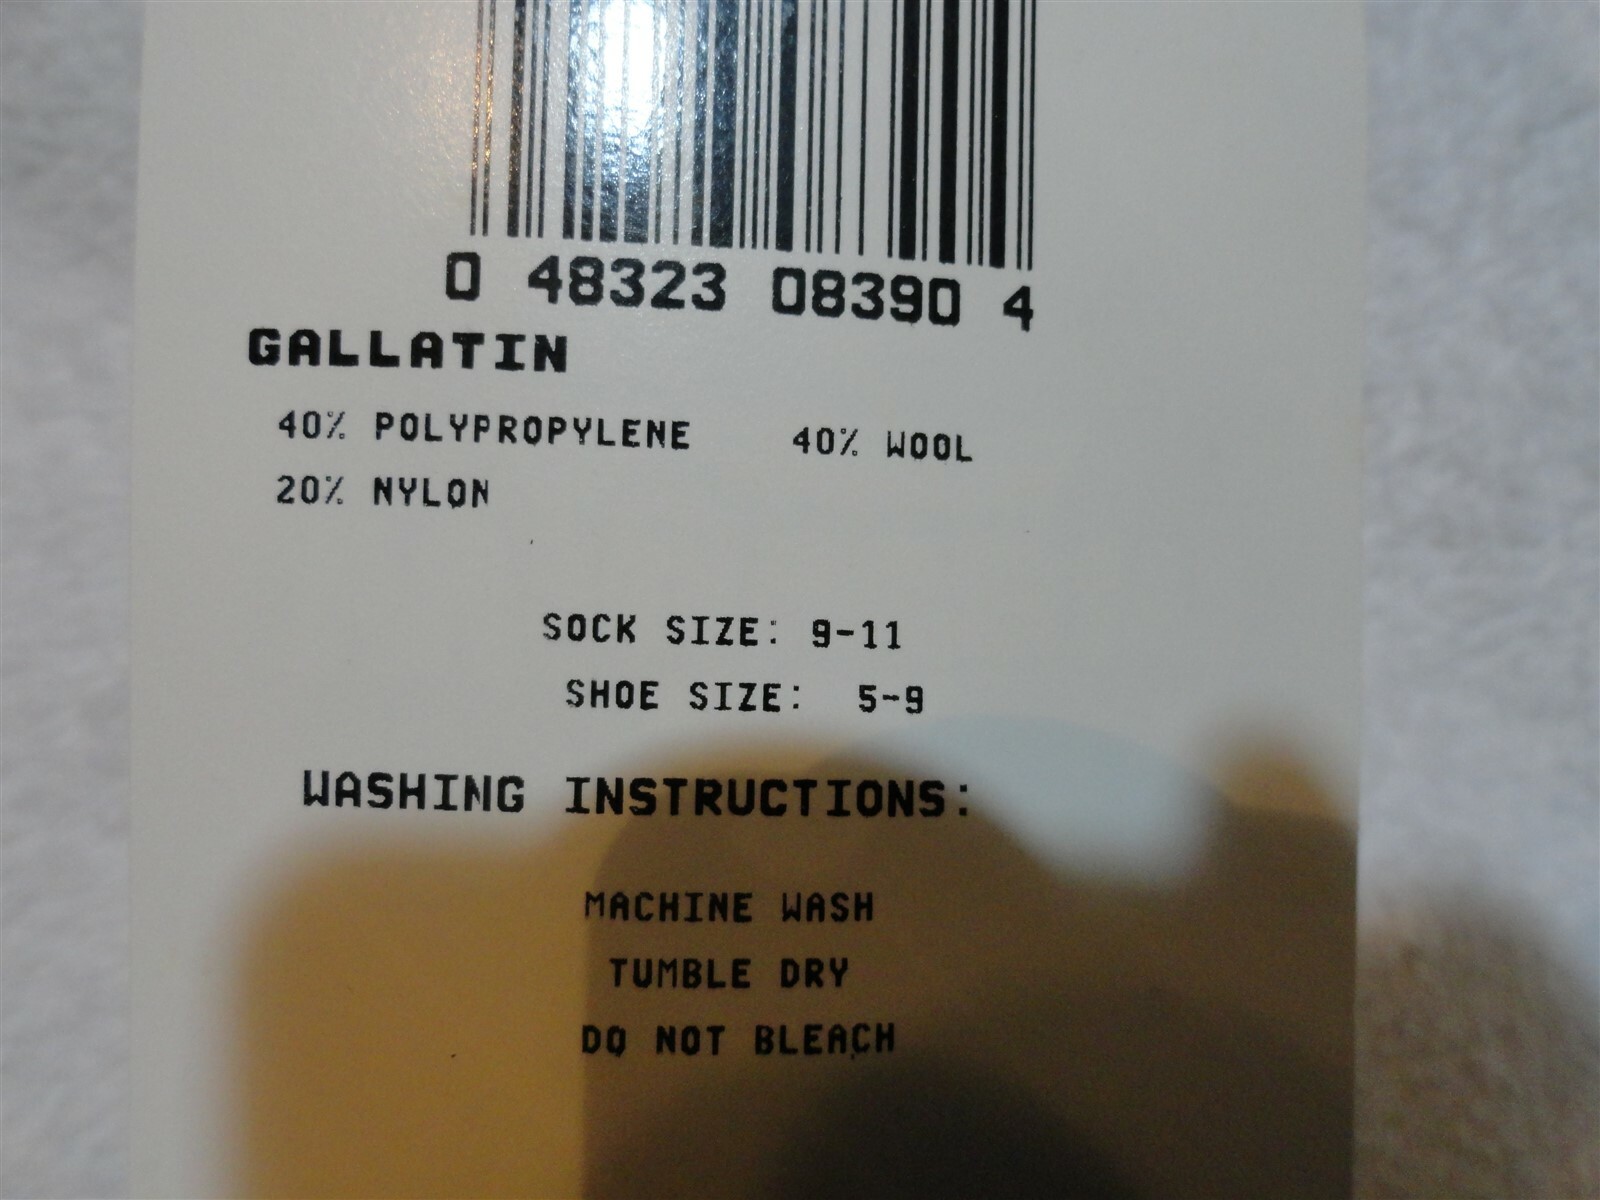 0 48323 08390 4
GALLATIN
40% POLYPROPYLENE 40% WOOL
20% NYLON
SOCK SIZE: 9-11
SHOE SIZE: 5-9
WASHING INSTRUCTIONS:
MACHINE WASH
TUMBLE DRY
DO NOT BLEACH